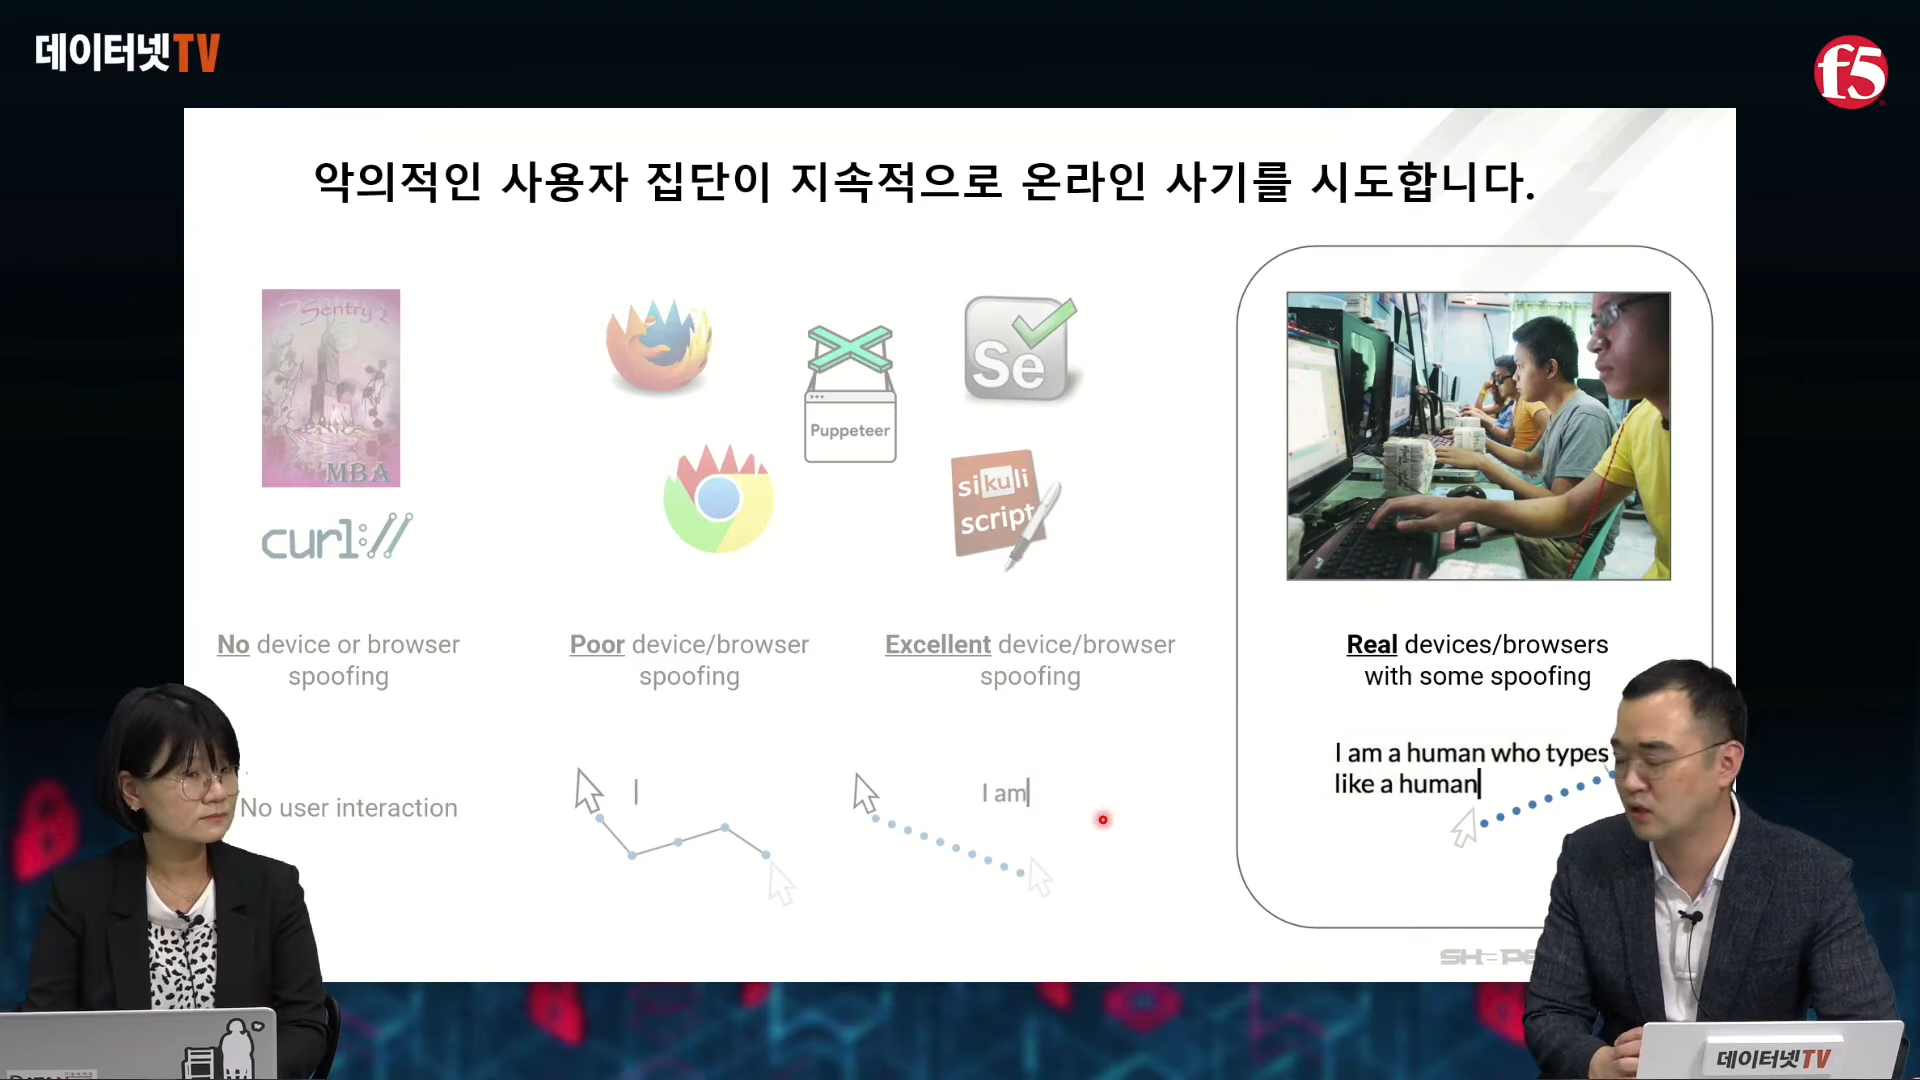 데이터넷TV
f5
악의적인 사용자 집단이 지속적으로 온라인 사기를 시도합니다.
Sentry 2
MBA
curl://
Puppeteer
Se
sikuli
script
No device or browser
spoofing
Poor device/browser
spoofing
Excellent device/browser
spoofing
Real devices/browsers
with some spoofing
No user interaction
I am
I am a human who types
like a human
데이터넷TV